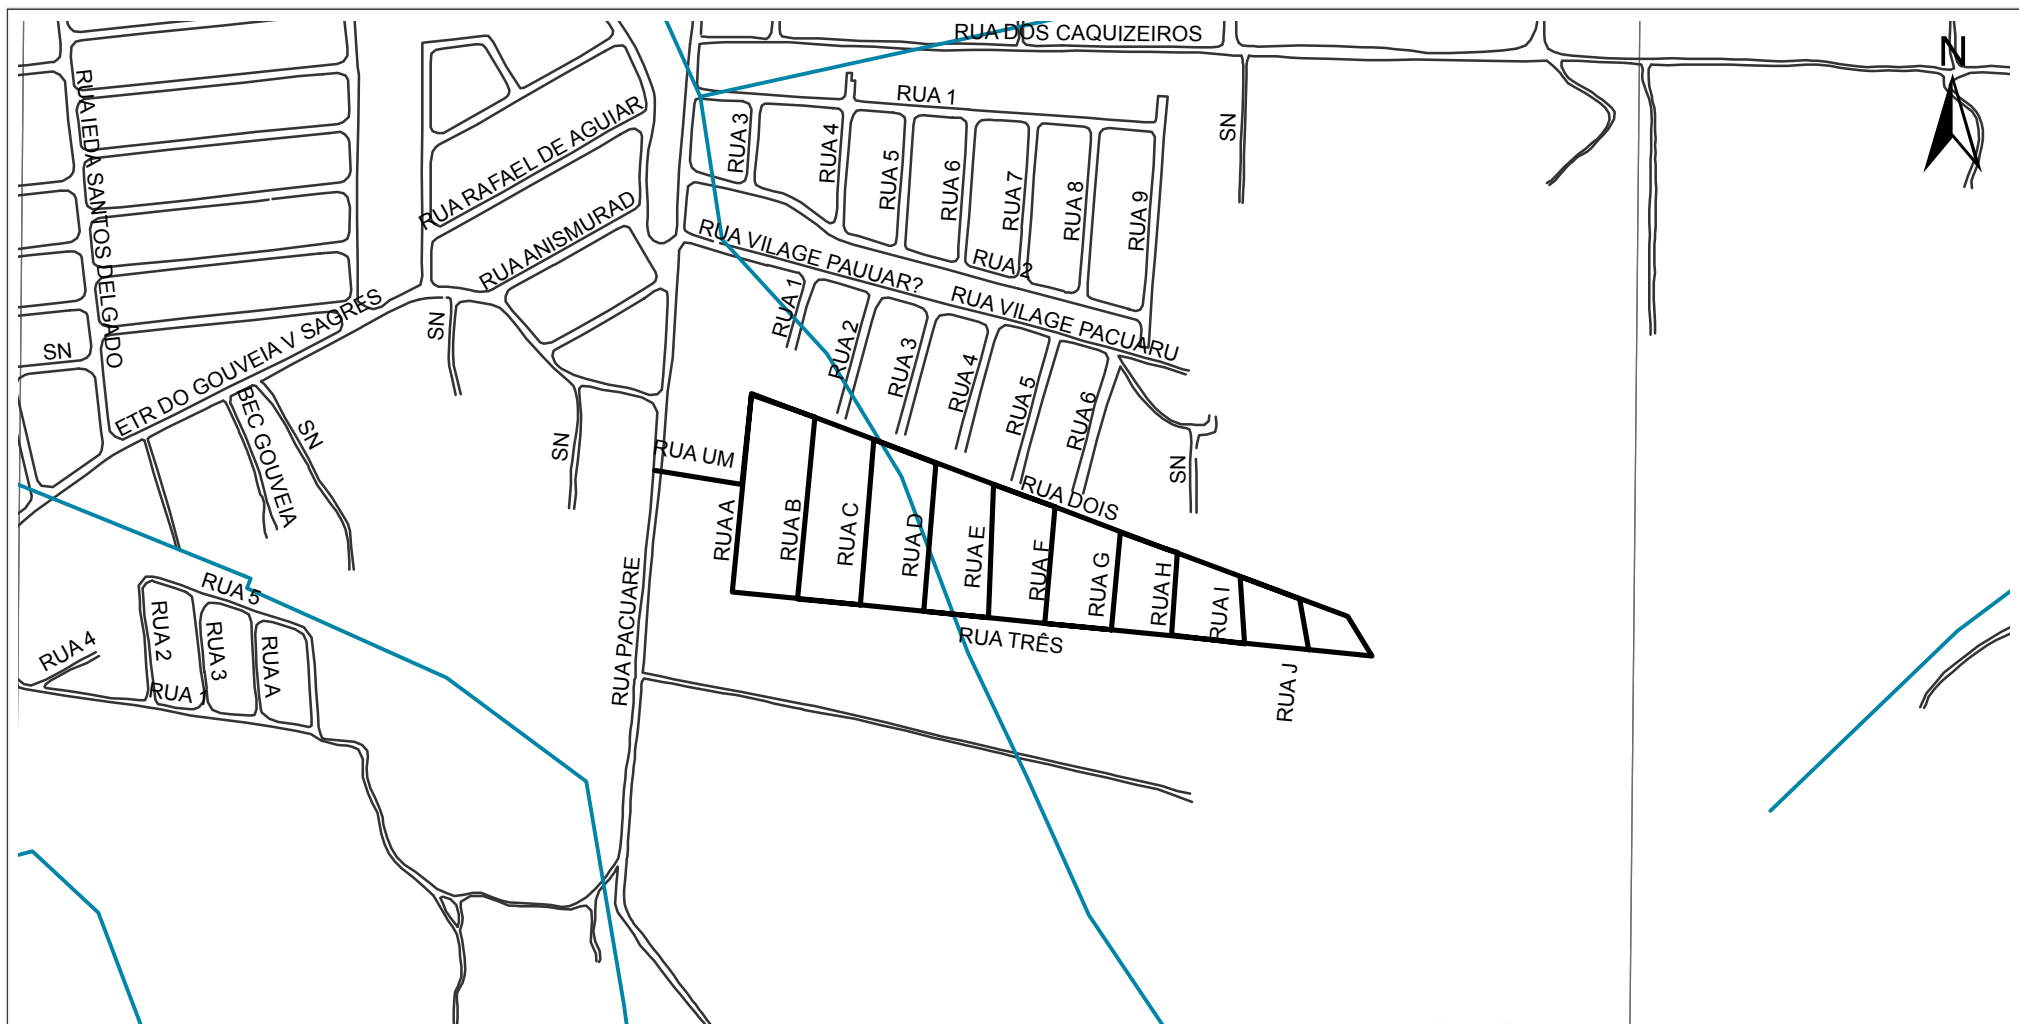 RUA DOS CAQUIZEIROS
N
RUA IEDA SANTOS DELGADO
RUA RAFAEL DE AGUIAR
RUA 1
RUA 3
RUA 4
RUA 5
RUA 6
RUA 7
RUA 8
RUA 9
SN
RUA ANISMURAD
RUA VILAGE PAUUAR?
RUA 2
RUA VILAGE PACUARU
ETR DO GOUVEIA V SAGRES
SN
SN
RUA 1
RUA 2
RUA 3
RUA 4
RUA 5
RUA 6
BEC GOUVEIA
SN
SN
SN
RUA UM
RUA DOIS
RUA A
RUA B
RUA C
RUA D
RUA E
RUA F
RUA G
RUA H
RUA I
RUA J
RUA TRÊS
RUA PACUARE
RUA 5
RUA 2
RUA 3
RUA A
RUA 4
RUA 1